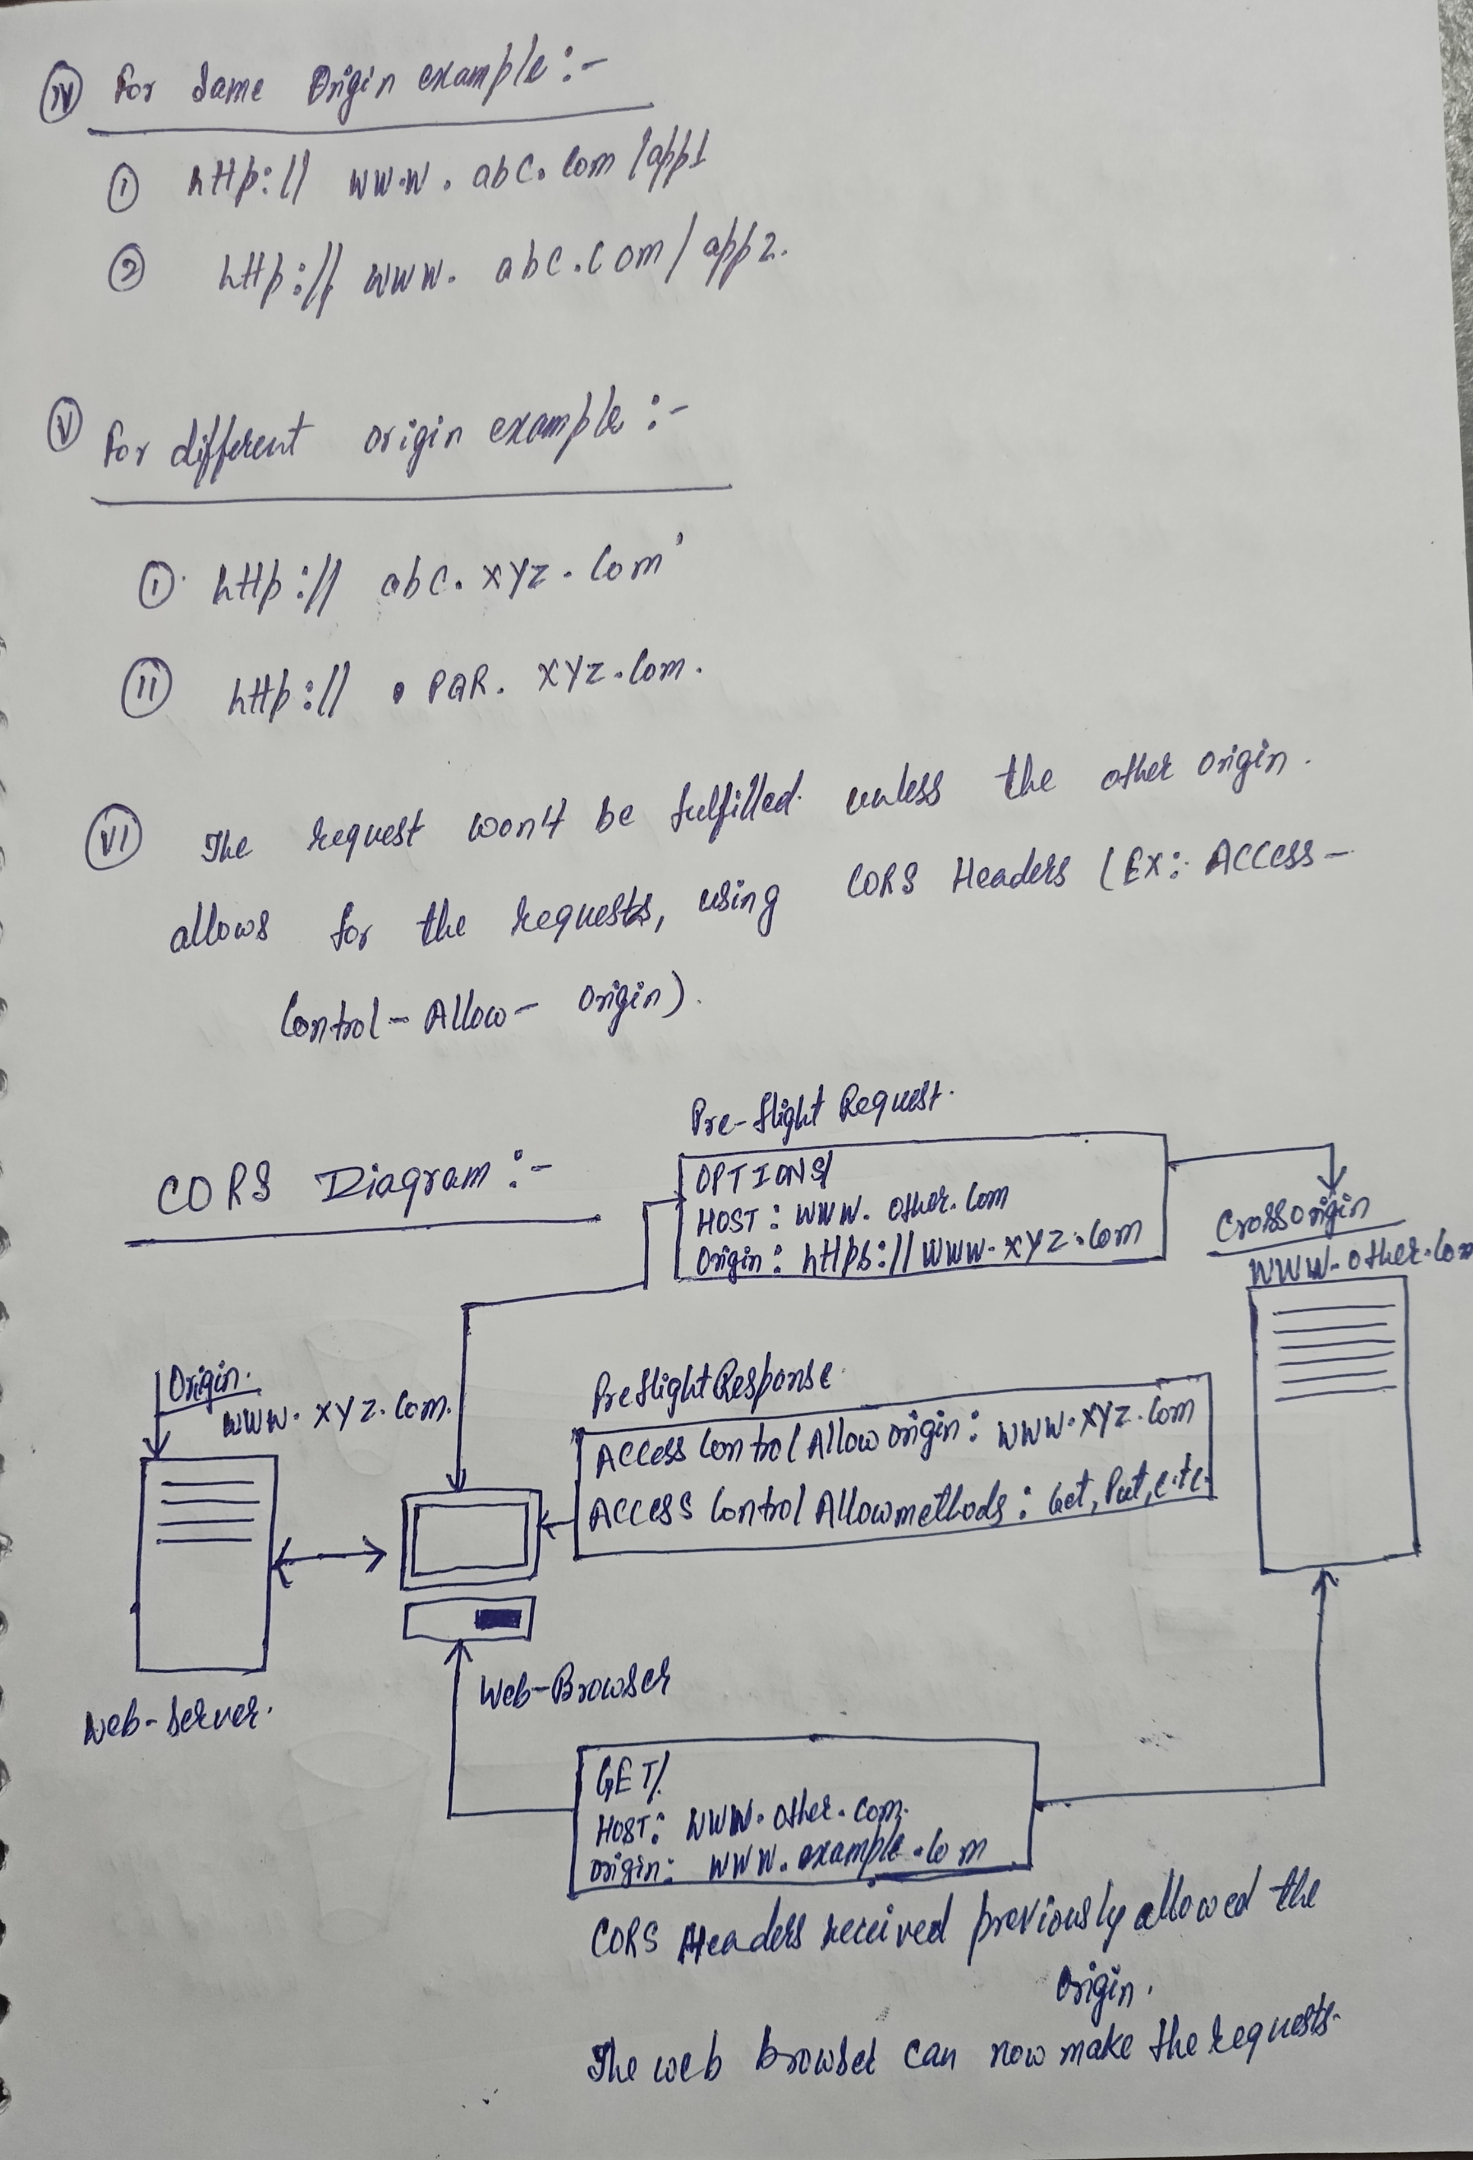 (iv) For Same Origin example :-
① http:// www.abc.com/app1
② http:// www.abc.com/app2.
(v) For different origin example :-
(i) http:// abc.xyz.com
(ii) http:// PQR.xyz.com.
(vi) The request won't be fulfilled unless the other origin.
allows for the requests, using CORS Headers (Ex: Access-
Control-Allow-Origin).
CORS Diagram :-
Pre-flight Request.
OPTIONS/
HOST: www.other.com
Origin: https://www.xyz.com
Crossorigin
www.other.com
Origin.
www.xyz.com.
Preflight Response
Access Control Allow origin: www.xyz.com
Access Control Allow methods: Get, Put, e.tc.
Web-Server.
Web-Browser
GET/
HOST: www.other.com.
origin: www.example.com
CORS Headers received previously allowed the
Origin.
The web browser can now make the requests.